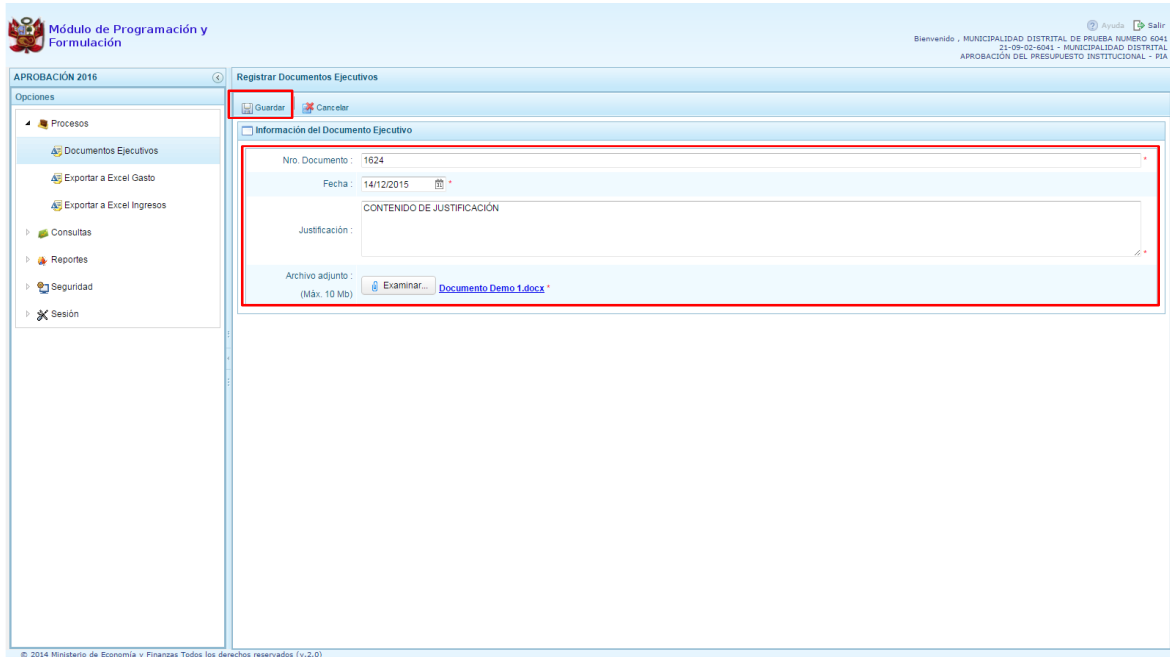 Módulo de Programación y
Formulación
Ayuda Salir
Bienvenido , MUNICIPALIDAD DISTRITAL DE PRUEBA NUMERO 6041
21-09-02-6041 - MUNICIPALIDAD DISTRITAL
APROBACIÓN DEL PRESUPUESTO INSTITUCIONAL - PIA
APROBACIÓN 2016
Opciones
Procesos
Documentos Ejecutivos
Exportar a Excel Gasto
Exportar a Excel Ingresos
Consultas
Reportes
Seguridad
Sesión
Registrar Documentos Ejecutivos
Guardar Cancelar
Información del Documento Ejecutivo
Nro. Documento : 1624 *
Fecha : 14/12/2015 *
CONTENIDO DE JUSTIFICACIÓN
Justificación : *
Archivo adjunto :
(Máx. 10 Mb) Examinar... Documento Demo 1.docx *
© 2014 Ministerio de Economía y Finanzas Todos los derechos reservados (v.2.0)